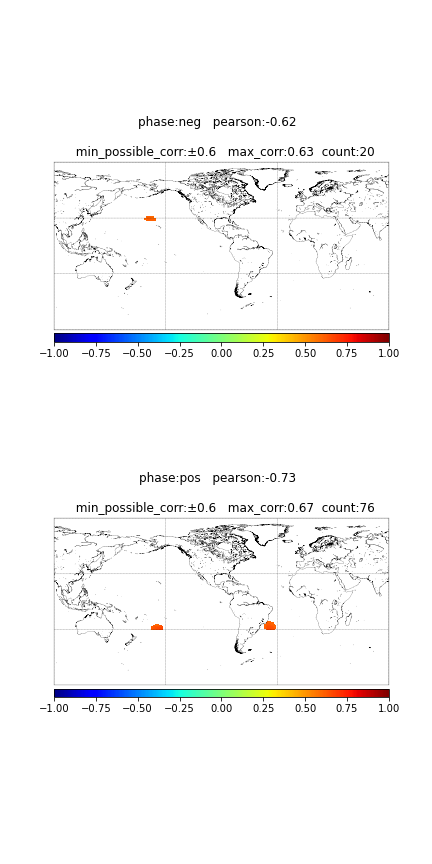 phase:neg pearson:-0.62
min_possible_corr:±0.6 max_corr:0.63 count:20
−1.00 −0.75 −0.50 −0.25 0.00 0.25 0.50 0.75 1.00
phase:pos pearson:-0.73
min_possible_corr:±0.6 max_corr:0.67 count:76
−1.00 −0.75 −0.50 −0.25 0.00 0.25 0.50 0.75 1.00